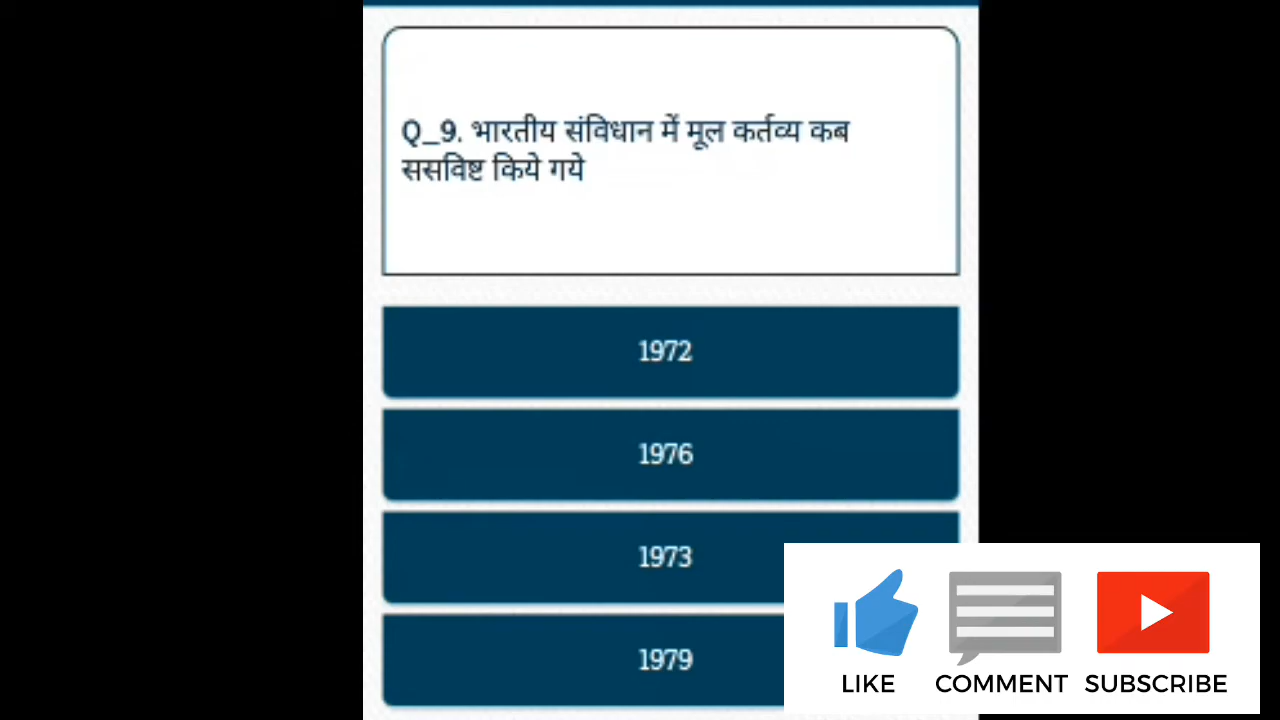 Q_9. भारतीय संविधान में मूल कर्तव्य कब
ससविष्ट किये गये
1972
1976
1973
1979
LIKE COMMENT SUBSCRIBE